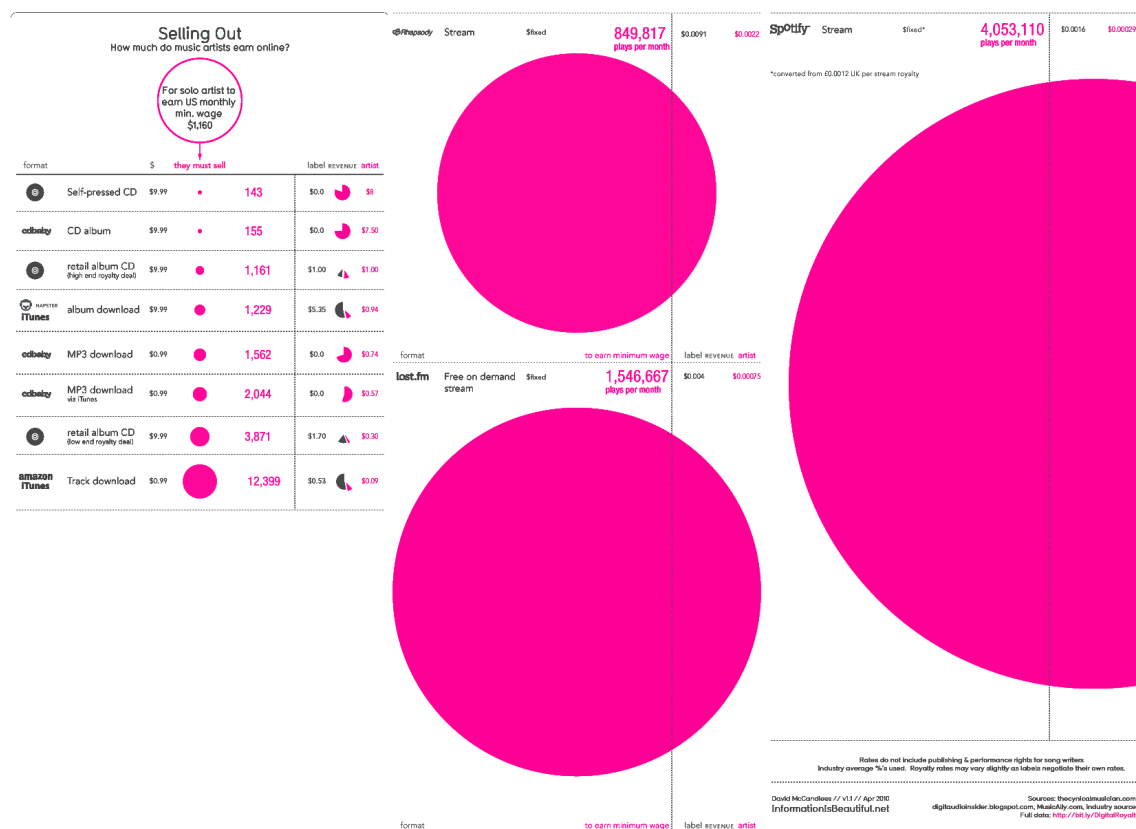 Selling Out
How much do music artists earn online?
For solo artist to
earn US monthly
min. wage
$1,160
format $ they must sell label REVENUE artist
Self-pressed CD $9.99 143 $0.0 $8
cdbaby CD album $9.99 155 $0.0 $7.50
retail album CD $9.99 1,161 $1.00 $1.00
(high end royalty deal)
NAPSTER
iTunes album download $9.99 1,229 $5.35 $0.94
cdbaby MP3 download $0.99 1,562 $0.0 $0.74
cdbaby MP3 download $0.99 2,044 $0.0 $0.57
via iTunes
retail album CD $9.99 3,871 $1.70 $0.30
(low end royalty deal)
amazon
iTunes Track download $0.99 12,399 $0.53 $0.09
Rhapsody Stream $fixed 849,817 $0.0091 $0.0022
plays per month
format to earn minimum wage label REVENUE artist
lost.fm Free on demand $fixed 1,546,667 $0.004 $0.00075
stream plays per month
format to earn minimum wage label REVENUE artist
Spotify Stream $fixed* 4,053,110 $0.0016 $0.00029
plays per month
*converted from £0.0012 UK per stream royalty
Rates do not include publishing & performance rights for song writers
Industry average %'s used. Royalty rates may vary slightly as labels negotiate their own rates.
David McCandless // v1.1 // Apr 2010
InformationIsBeautiful.net
Sources: thecynicalmusician.com
digitaudioinsider.blogspot.com, MusicAlly.com, industry source
Full data: http://bit.ly/DigitalRoyalt